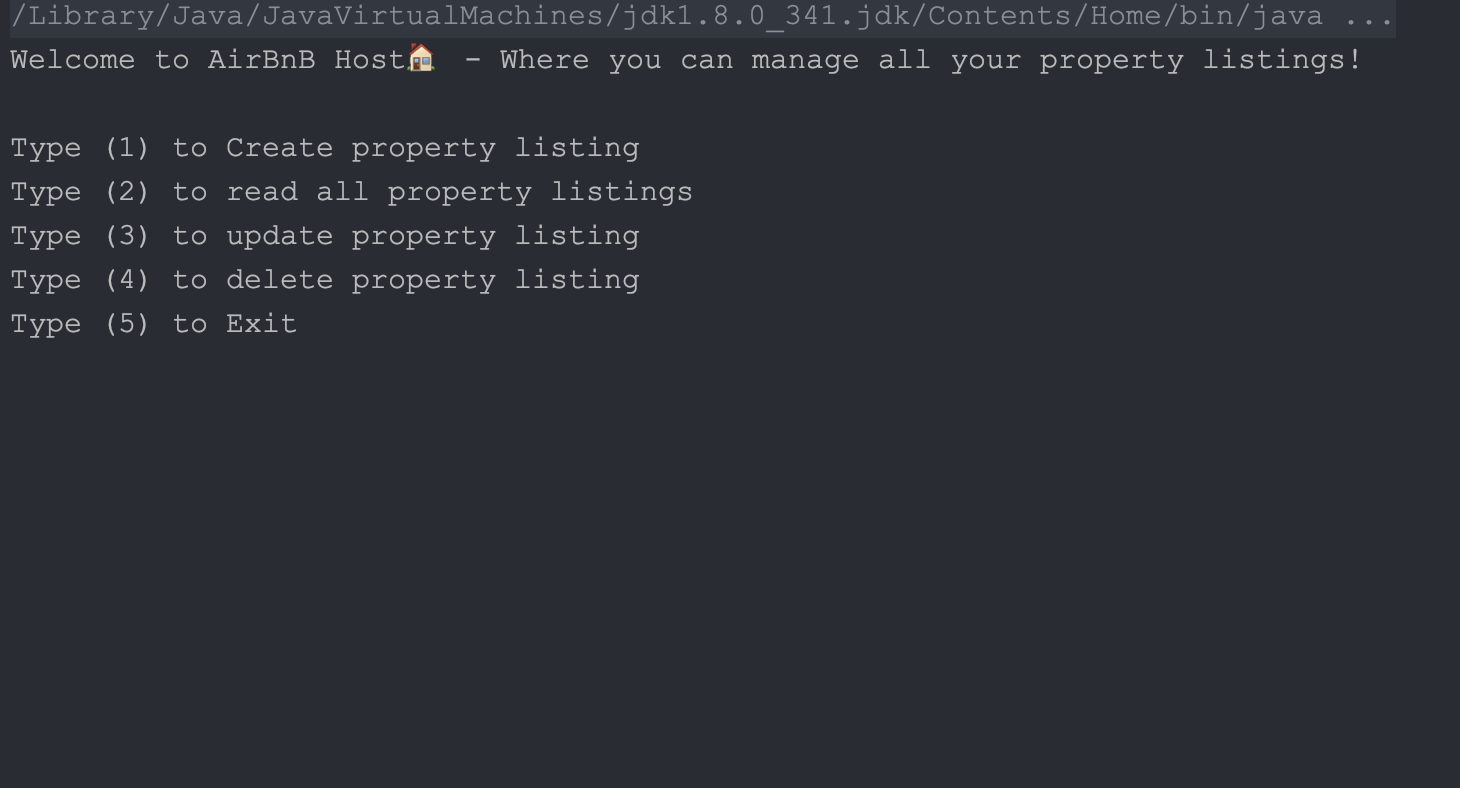 /Library/Java/JavaVirtualMachines/jdk1.8.0_341.jdk/Contents/Home/bin/java ...
Welcome to AirBnB Host🏠 - Where you can manage all your property listings!
Type (1) to Create property listing
Type (2) to read all property listings
Type (3) to update property listing
Type (4) to delete property listing
Type (5) to Exit